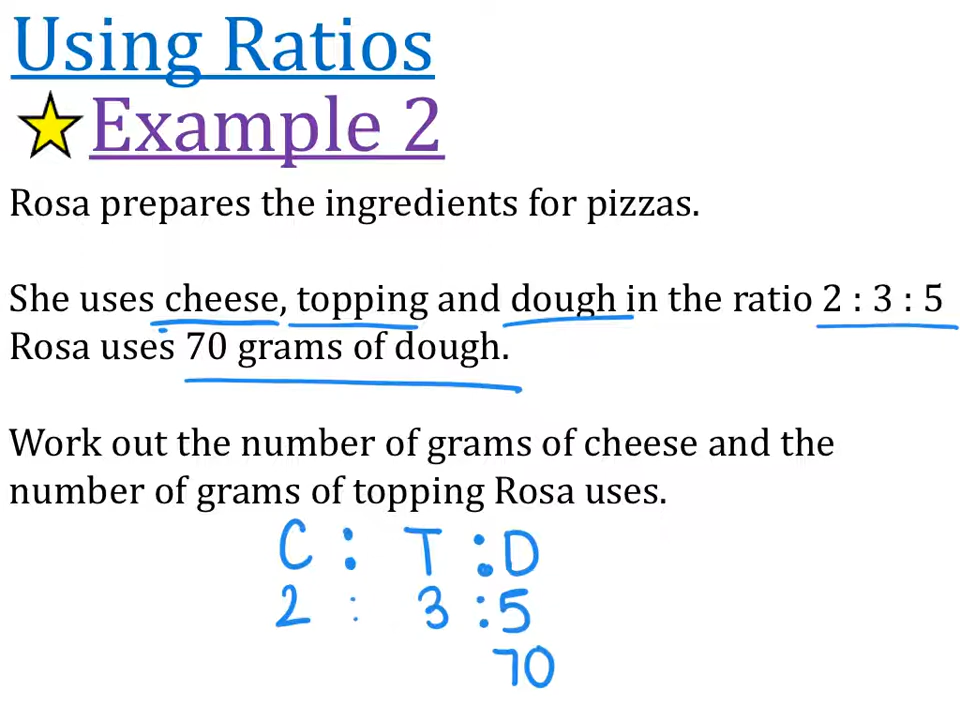 Using Ratios
Example 2
Rosa prepares the ingredients for pizzas.
She uses cheese, topping and dough in the ratio 2 : 3 : 5
Rosa uses 70 grams of dough.
Work out the number of grams of cheese and the
number of grams of topping Rosa uses.
C : T : D
2 : 3 : 5
70